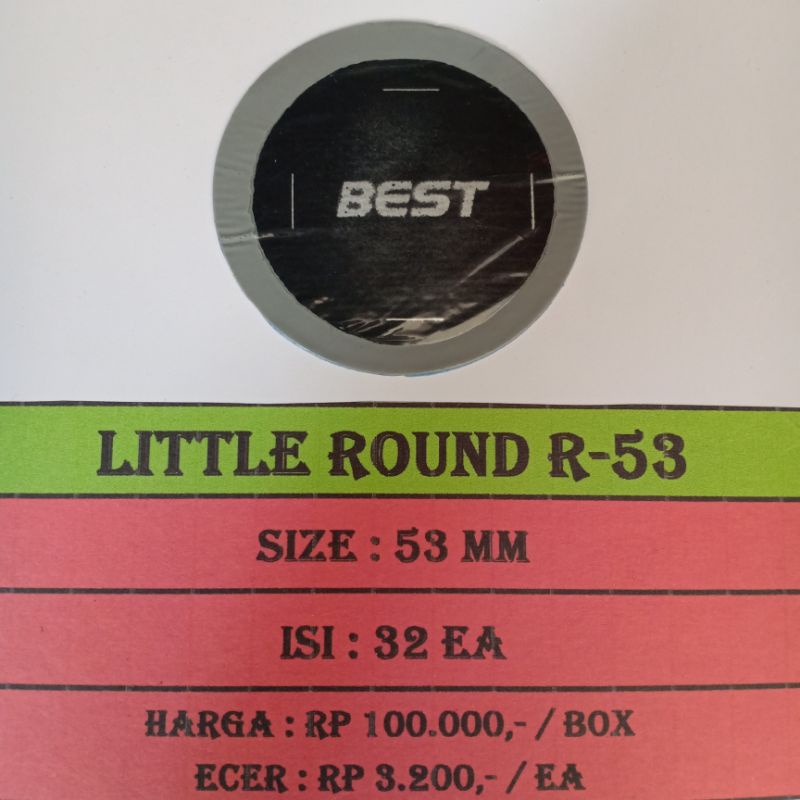 BEST
LITTLE ROUND R-53
SIZE : 53 MM
ISI : 32 EA
HARGA : RP 100.000,- / BOX
ECER : RP 3.200,- / EA